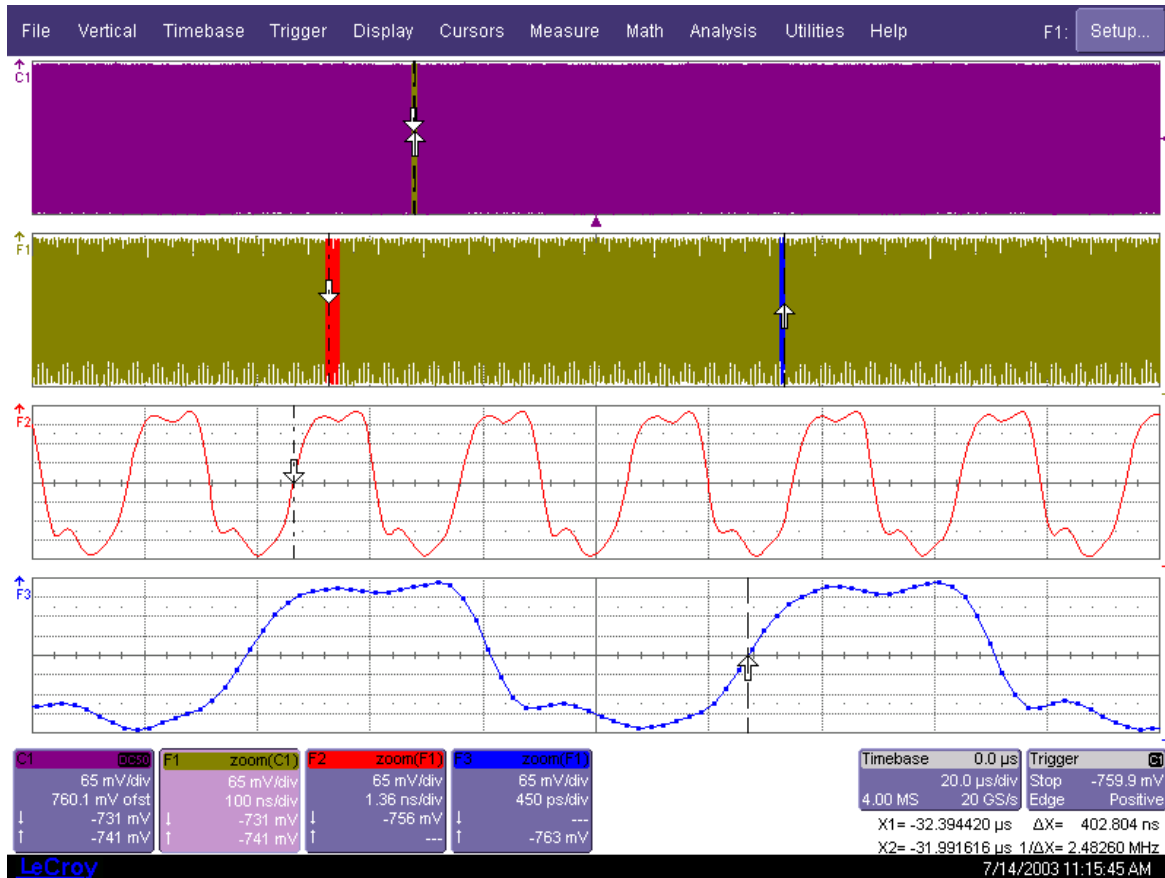 File Vertical Timebase Trigger Display Cursors Measure Math Analysis Utilities Help F1: Setup...
C1
F1
F2
F3
C1 DC50
65 mV/div
760.1 mV ofst
↓ -731 mV
↑ -741 mV
F1 zoom(C1)
65 mV/div
100 ns/div
↓ -731 mV
↑ -741 mV
F2 zoom(F1)
65 mV/div
1.36 ns/div
↓ -756 mV
↑ ---
F3 zoom(F1)
65 mV/div
450 ps/div
↓ ---
↑ -763 mV
Timebase 0.0 µs
20.0 µs/div
4.00 MS 20 GS/s
Trigger C1
Stop -759.9 mV
Edge Positive
X1= -32.394420 µs ΔX= 402.804 ns
X2= -31.991616 µs 1/ΔX= 2.48260 MHz
LeCroy 7/14/2003 11:15:45 AM